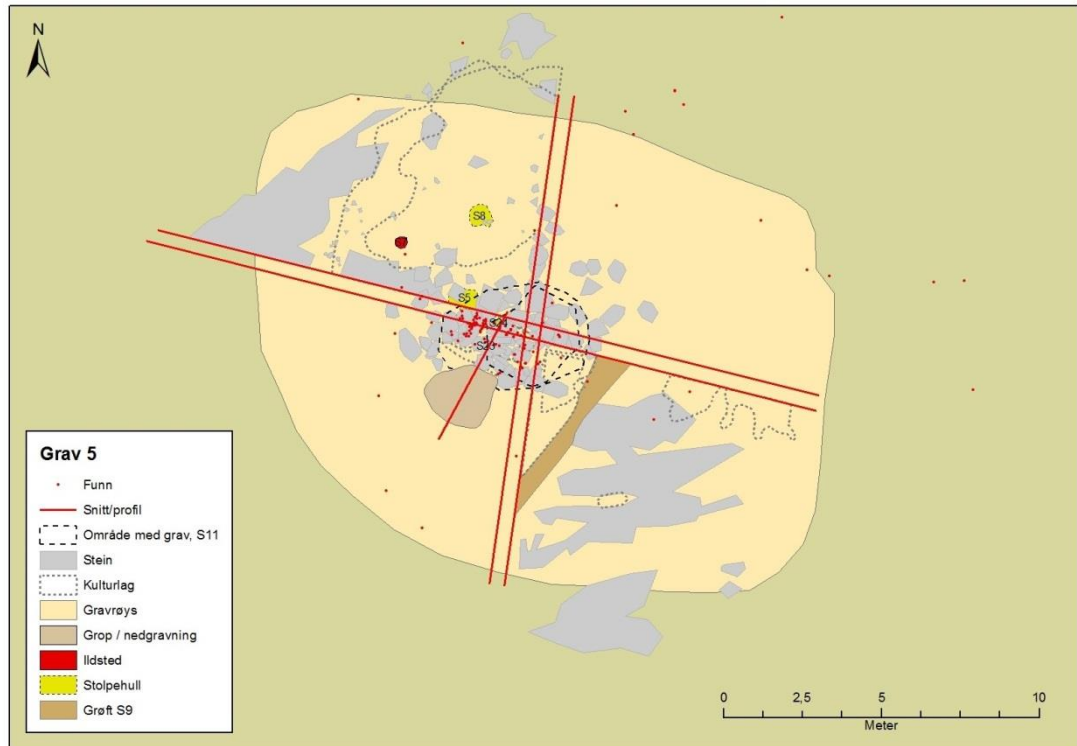 N
S8
S5
Grav 5
Funn
Snitt/profil
Område med grav, S11
Stein
Kulturlag
Gravrøys
Grop / nedgravning
Ildsted
Stolpehull
Grøft S9
0 2,5 5 10
Meter